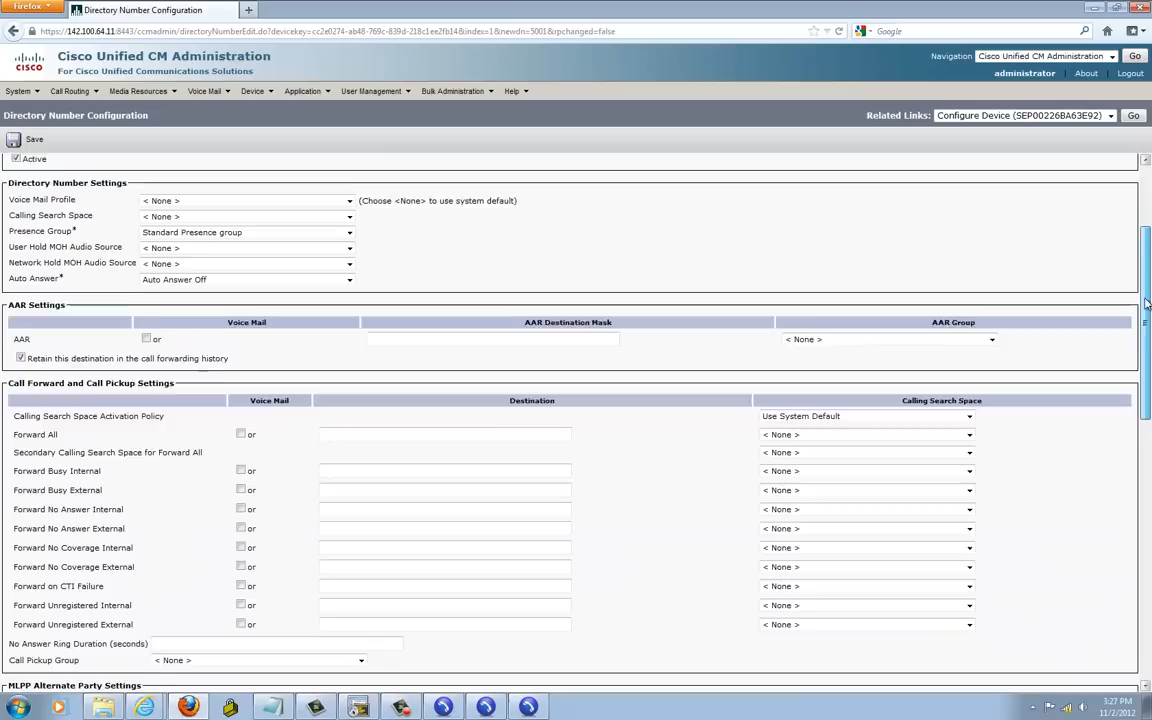 Firefox
Directory Number Configuration
https://142.100.64.11:8443/ccmadmin/directoryNumberEdit.do?devicekey=cc2e0274-ab48-769c-839d-218c1ee2fb14&index=1&newdn=5001&rpchanged=false
Google
Cisco Unified CM Administration
Navigation Cisco Unified CM Administration Go
CISCO For Cisco Unified Communications Solutions
administrator About Logout
System Call Routing Media Resources Voice Mail Device Application User Management Bulk Administration Help
Directory Number Configuration Related Links: Configure Device (SEP00226BA63E92) Go
Save
Active
Directory Number Settings
Voice Mail Profile < None > (Choose <None> to use system default)
Calling Search Space < None >
Presence Group* Standard Presence group
User Hold MOH Audio Source < None >
Network Hold MOH Audio Source < None >
Auto Answer* Auto Answer Off
AAR Settings
Voice Mail AAR Destination Mask AAR Group
AAR or < None >
Retain this destination in the call forwarding history
Call Forward and Call Pickup Settings
Voice Mail Destination Calling Search Space
Calling Search Space Activation Policy Use System Default
Forward All or < None >
Secondary Calling Search Space for Forward All < None >
Forward Busy Internal or < None >
Forward Busy External or < None >
Forward No Answer Internal or < None >
Forward No Answer External or < None >
Forward No Coverage Internal or < None >
Forward No Coverage External or < None >
Forward on CTI Failure or < None >
Forward Unregistered Internal or < None >
Forward Unregistered External or < None >
No Answer Ring Duration (seconds)
Call Pickup Group < None >
MLPP Alternate Party Settings
3:27 PM
11/2/2012